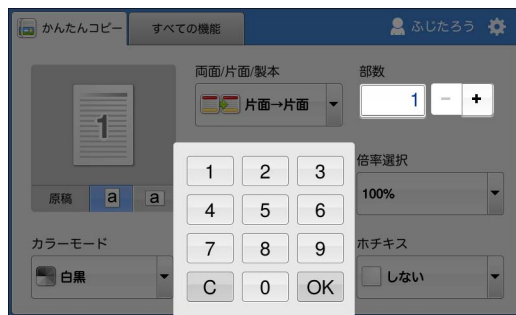 かんたんコピー
すべての機能
ふじたろう
両面/片面/製本
部数
1
片面→片面
1 − +
1 2 3
倍率選択
原稿 a a
100%
4 5 6
カラーモード
7 8 9
ホチキス
白黒
しない
C 0 OK